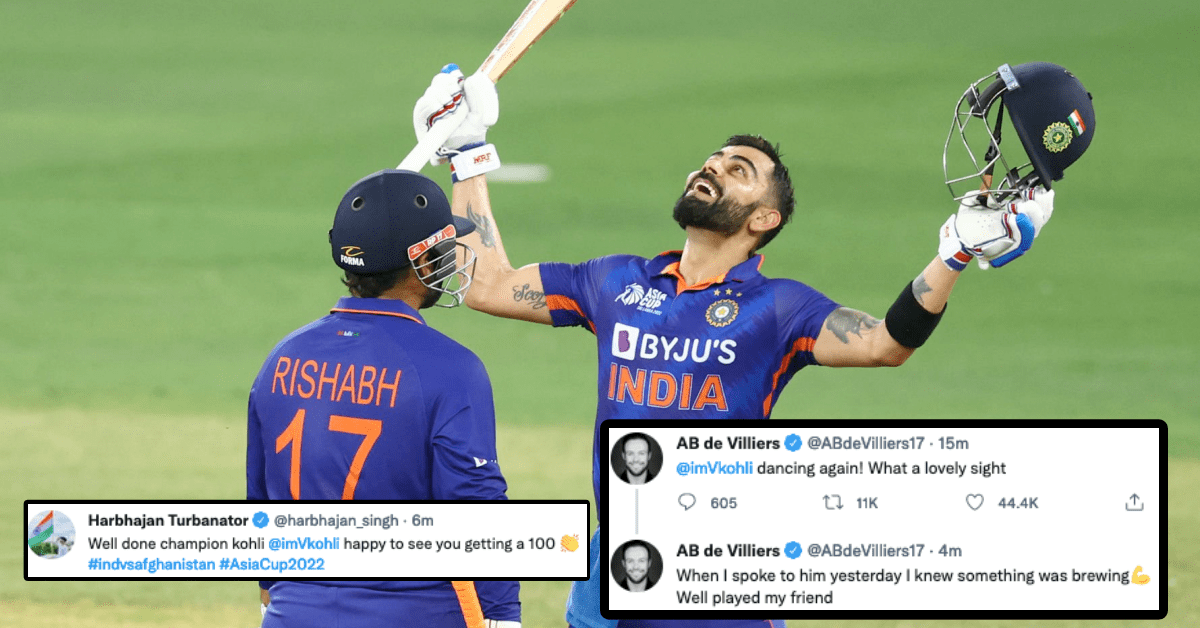 FORMA
RISHABH
17
Scoz
ASIA
CUP
BYJU'S
INDIA
AB de Villiers @ABdeVilliers17 · 15m
@imVkohli dancing again! What a lovely sight
605 11K 44.4K
AB de Villiers @ABdeVilliers17 · 4m
When I spoke to him yesterday I knew something was brewing💪
Well played my friend
Harbhajan Turbanator @harbhajan_singh · 6m
Well done champion kohli @imVkohli happy to see you getting a 100 👏
#indvsafghanistan #AsiaCup2022